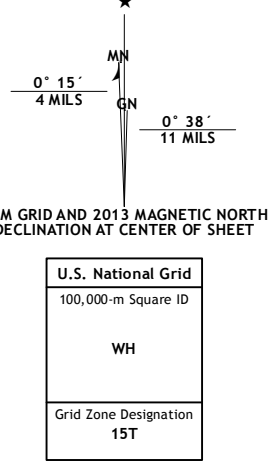 ★
MN
0° 15´
4 MILS
GN
0° 38´
11 MILS
M GRID AND 2013 MAGNETIC NORTH
DECLINATION AT CENTER OF SHEET
U.S. National Grid
100,000-m Square ID
WH
Grid Zone Designation
15T